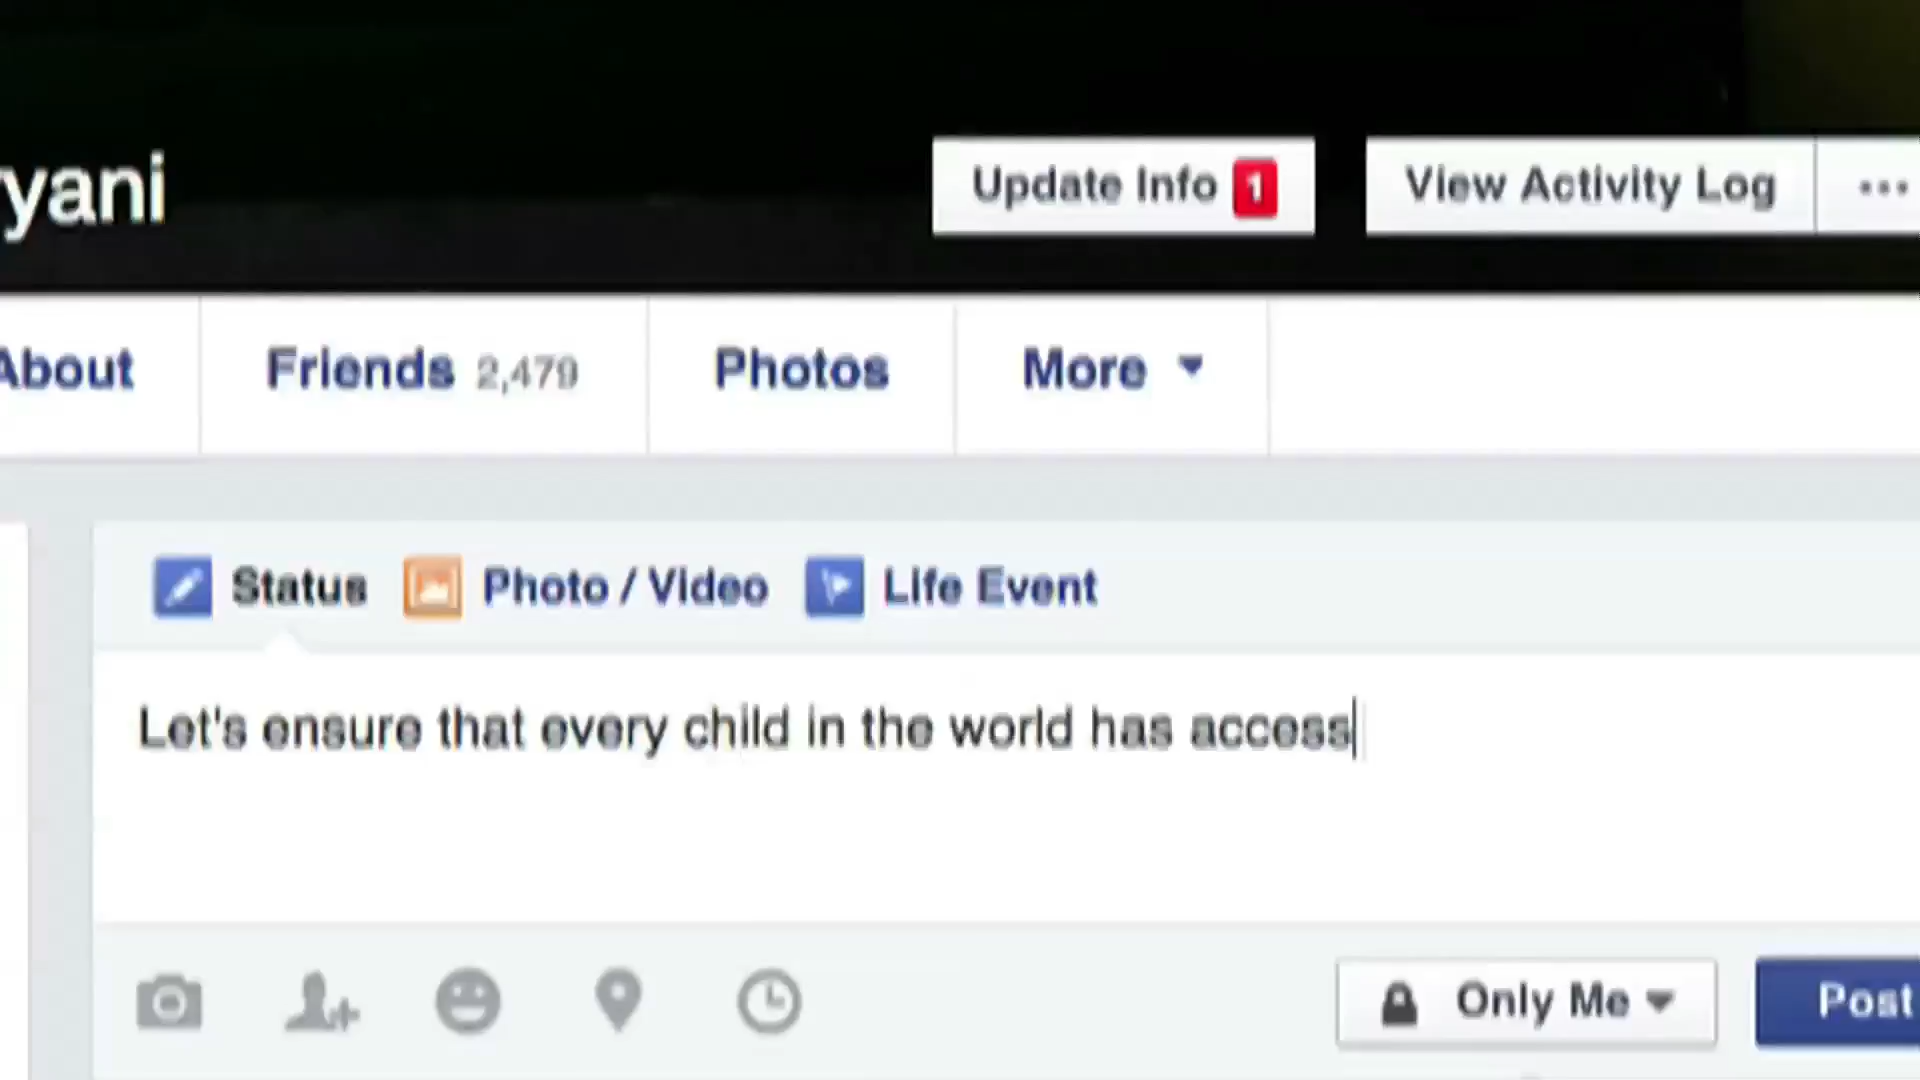 yani
Update Info 1
View Activity Log
About
Friends 2,479
Photos
More
Status
Photo / Video
Life Event
Let's ensure that every child in the world has access
Only Me
Post